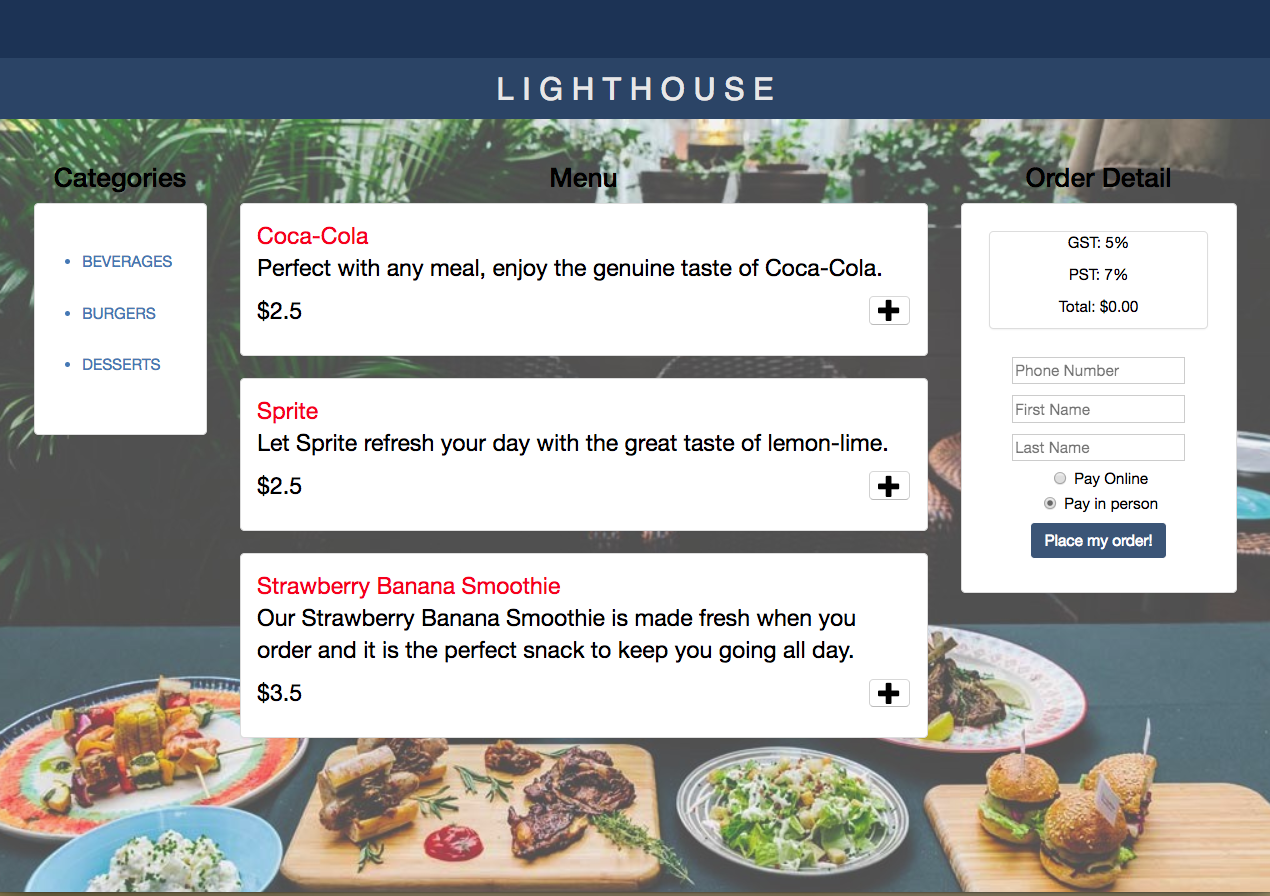 LIGHTHOUSE
Categories
BEVERAGES
BURGERS
DESSERTS
Menu
Coca-Cola
Perfect with any meal, enjoy the genuine taste of Coca-Cola.
$2.5
Sprite
Let Sprite refresh your day with the great taste of lemon-lime.
$2.5
Strawberry Banana Smoothie
Our Strawberry Banana Smoothie is made fresh when you
order and it is the perfect snack to keep you going all day.
$3.5
Order Detail
GST: 5%
PST: 7%
Total: $0.00
Phone Number
First Name
Last Name
Pay Online
Pay in person
Place my order!